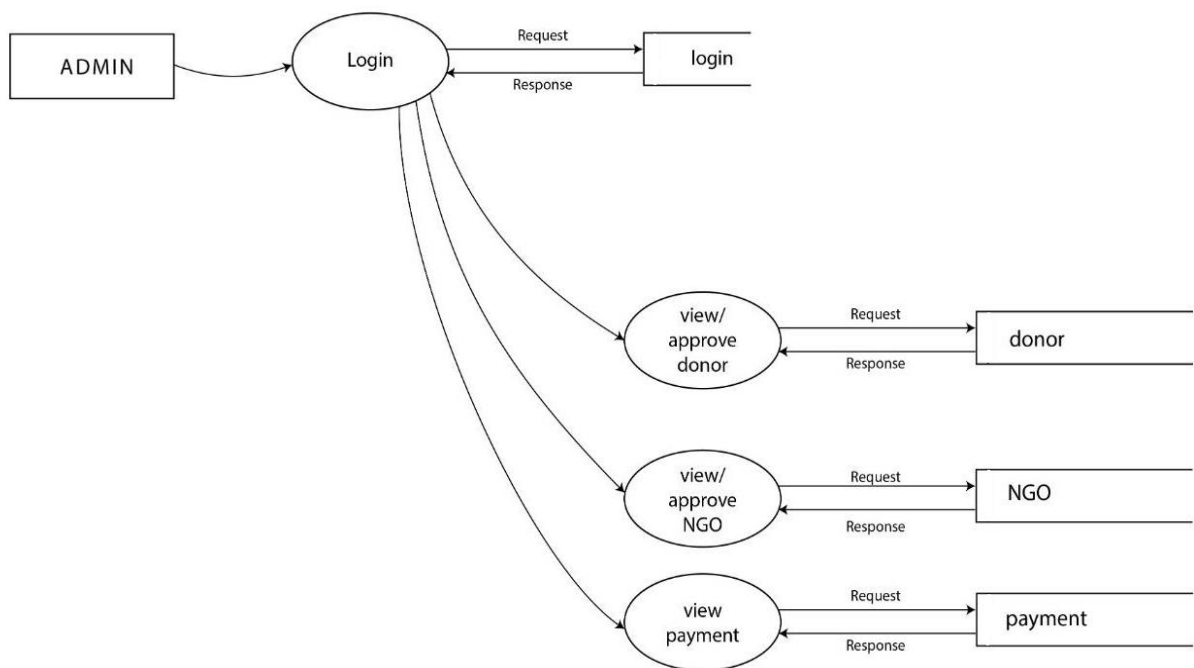 ADMIN
Login
Request
login
Response
view/
approve
donor
Request
donor
Response
view/
approve
NGO
Request
NGO
Response
view
payment
Request
payment
Response